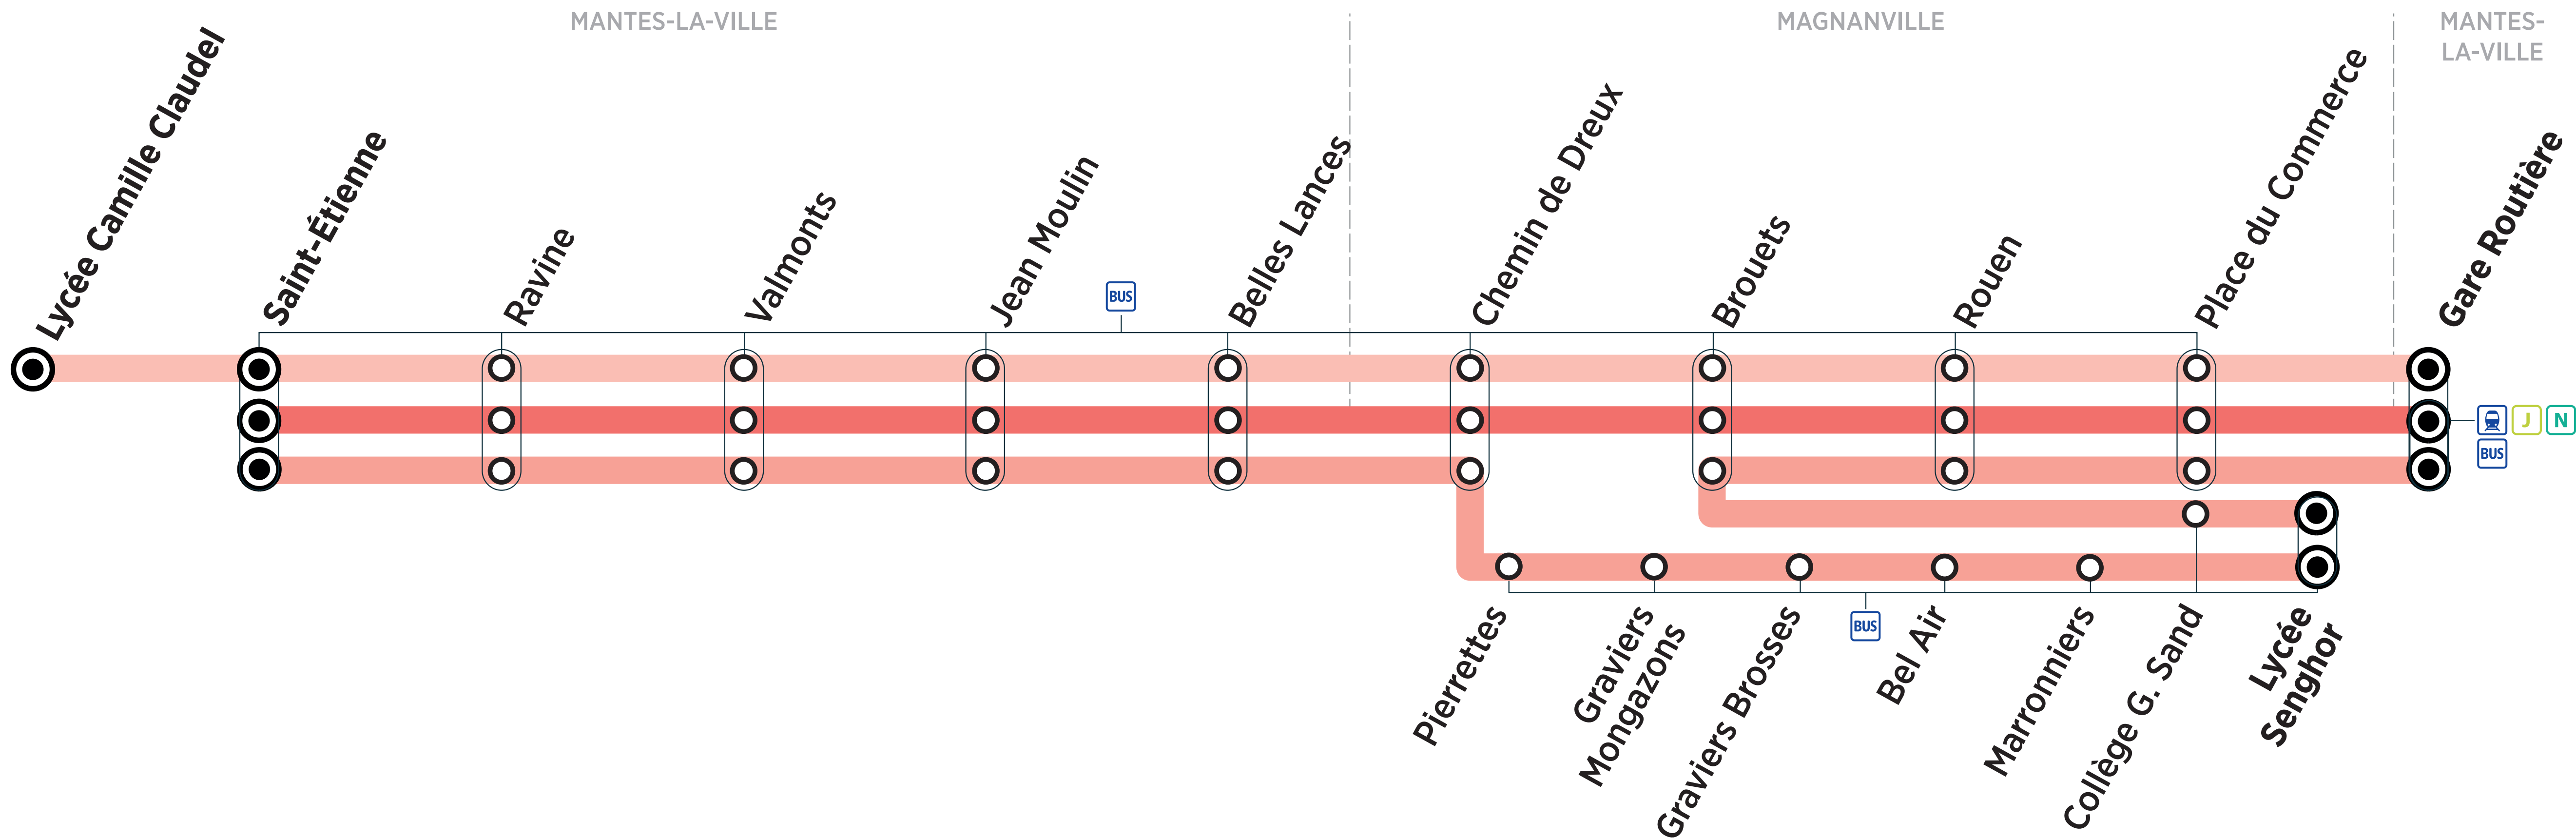 MANTES-LA-VILLE
MAGNANVILLE
MANTES-
LA-VILLE
Lycée Camille Claudel
Saint-Étienne
Ravine
Valmonts
Jean Moulin
Belles Lances
Chemin de Dreux
Brouets
Rouen
Place du Commerce
Gare Routière
BUS
J
N
BUS
Pierrettes
Graviers
Mongazons
Graviers Brosses
BUS
Bel Air
Marronniers
Collège G. Sand
Lycée
Senghor